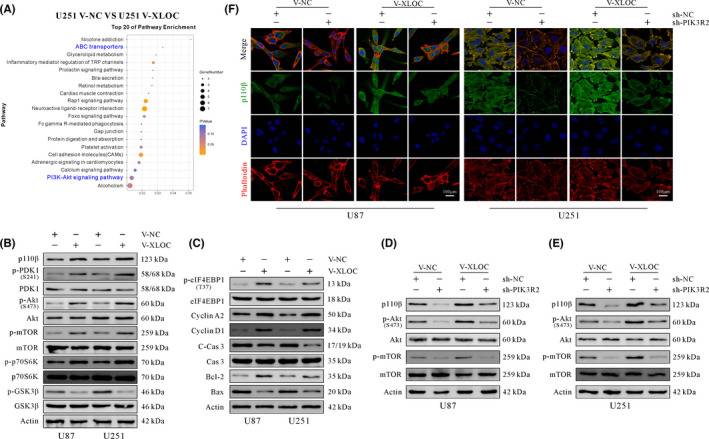 (A)
U251 V-NC VS U251 V-XLOC
Top 20 of Pathway Enrichment
Pathway
Nicotine addiction
ABC transporters
Glycerolipid metabolism
Inflammatory mediator regulation of TRP channels
Prolactin signaling pathway
Bile secretion
Retinol metabolism
Cardiac muscle contraction
Rap1 signaling pathway
Neuroactive ligand-receptor interaction
Foxo signaling pathway
Fc gamma R-mediated phagocytosis
Gap junction
Protein digestion and absorption
Platelet activation
Cell adhesion molecules(CAMs)
Adrenergic signaling in cardiomyocytes
Calcium signaling pathway
PI3K-Akt signaling pathway
Alcoholism
GeneNumber
PValue
(F)
V-NC V-XLOC V-NC V-XLOC
+ − + − + − + − sh-NC
− + − + − + − + sh-PIK3R2
Merge
p110β
DAPI
Phalloidin
100μm 100μm
U87 U251
(B)
+ − + − V-NC
− + − + V-XLOC
p110β 123 kDa
p-PDK1 (S241) 58/68 kDa
PDK1 58/68 kDa
p-Akt (S473) 60 kDa
Akt 60 kDa
p-mTOR 259 kDa
mTOR 259 kDa
p-p70S6K 70 kDa
p70S6K 70 kDa
p-GSK3β 46 kDa
GSK3β 46 kDa
Actin 42 kDa
U87 U251
(C)
+ − + − V-NC
− + − + V-XLOC
p-eIF4EBP1 (T37) 13 kDa
eIF4EBP1 18 kDa
Cyclin A2 50 kDa
Cyclin D1 34 kDa
C-Cas 3 17/19 kDa
Cas 3 35 kDa
Bcl-2 35 kDa
Bax 20 kDa
Actin 42 kDa
U87 U251
(D)
V-NC V-XLOC
+ − + − sh-NC
− + − + sh-PIK3R2
p110β 123 kDa
p-Akt (S473) 60 kDa
Akt 60 kDa
p-mTOR 259 kDa
mTOR 259 kDa
Actin 42 kDa
U87
(E)
V-NC V-XLOC
+ − + − sh-NC
− + − + sh-PIK3R2
p110β 123 kDa
p-Akt (S473) 60 kDa
Akt 60 kDa
p-mTOR 259 kDa
mTOR 259 kDa
Actin 42 kDa
U251